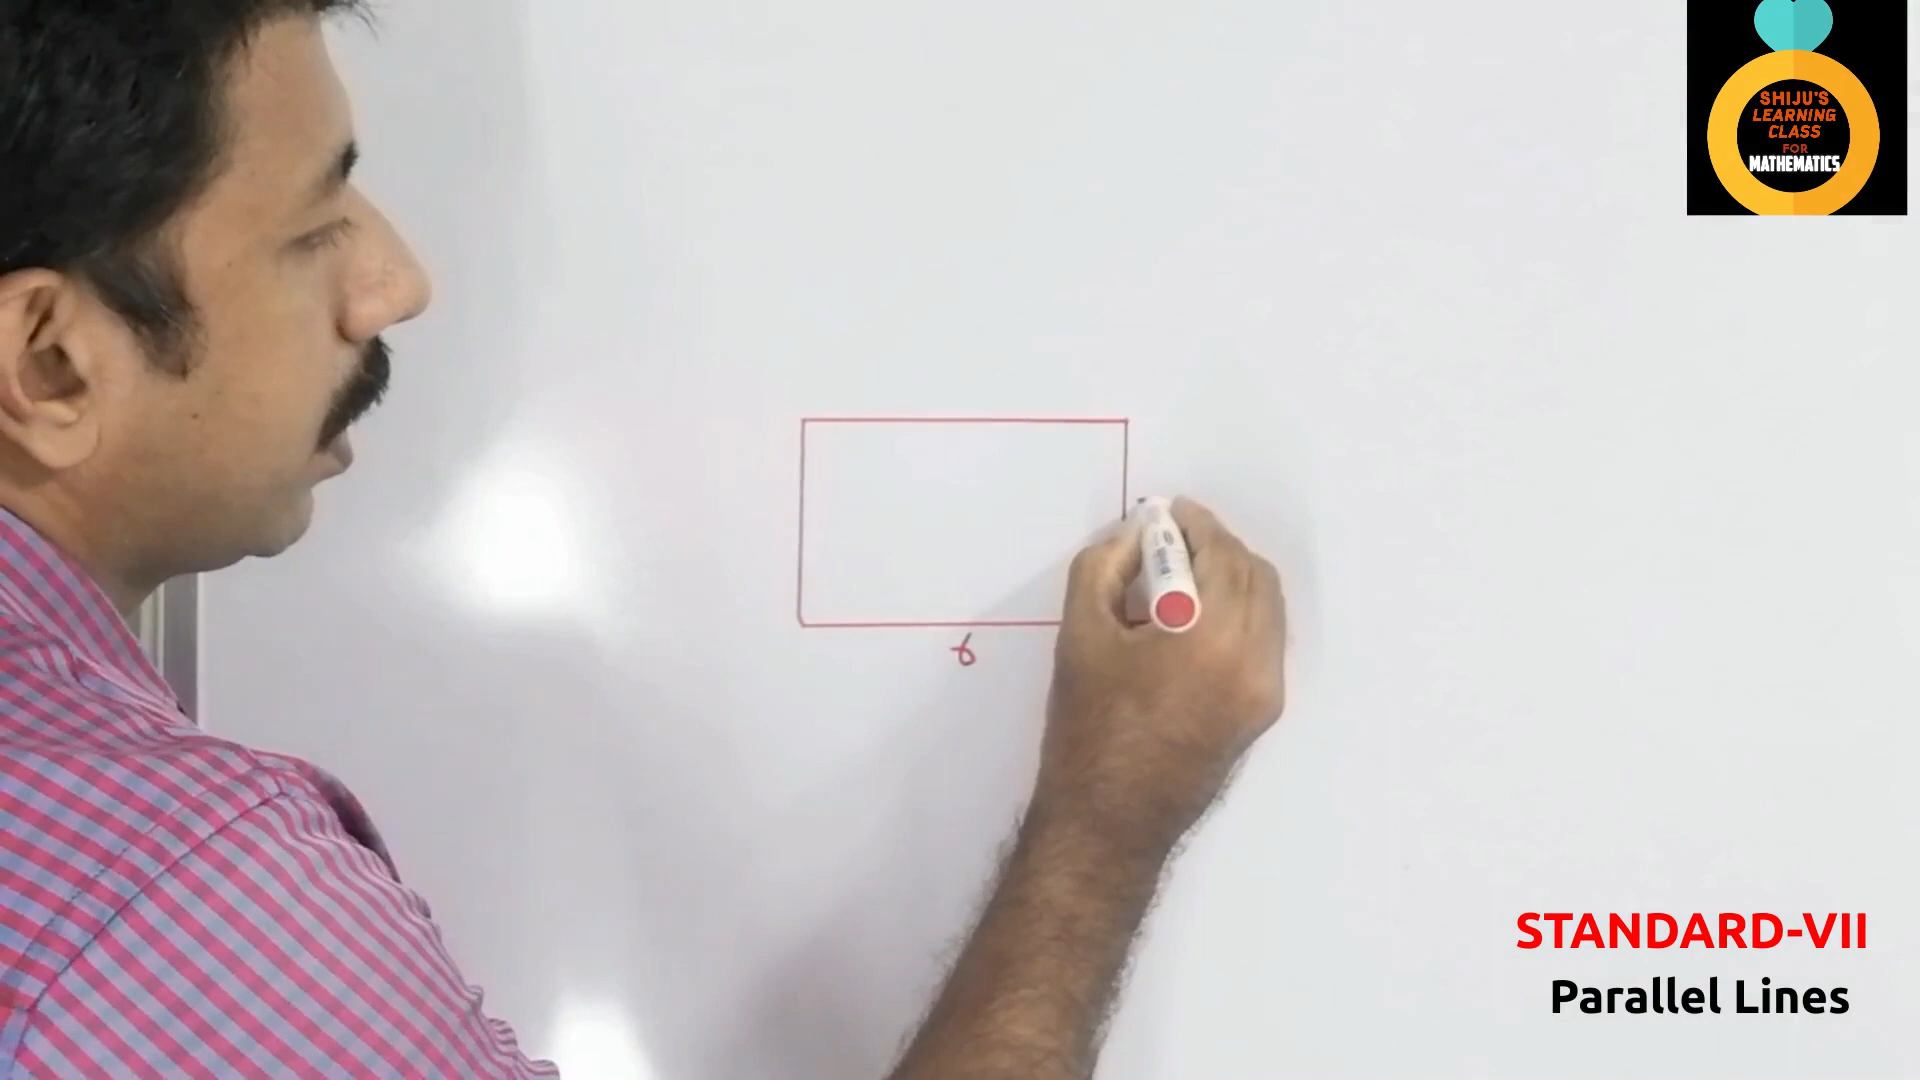 SHIJU'S
LEARNING
CLASS
FOR
MATHEMATICS
6
STANDARD-VII
Parallel Lines